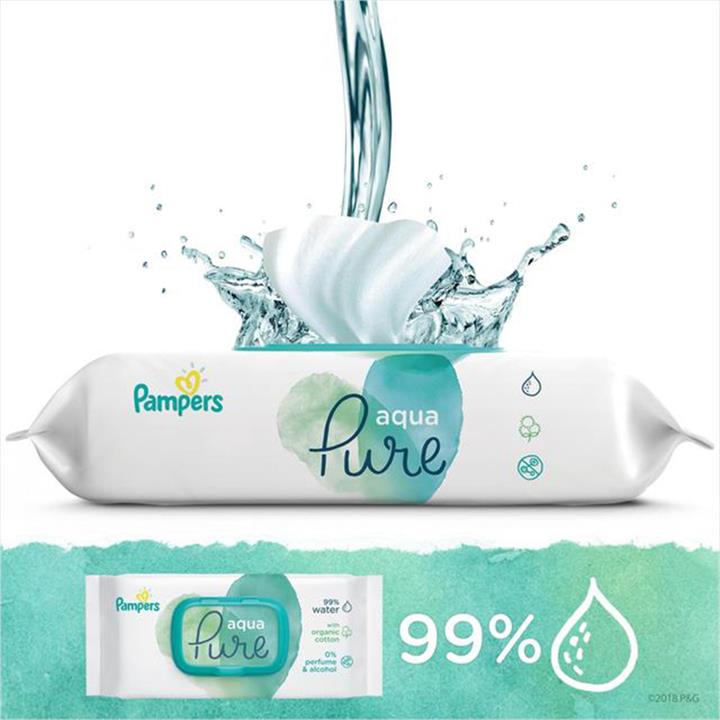 Pampers
aqua
Pure
Pampers
aqua
Pure
99%
water
with
organic
cotton
0%
perfume
& alcohol
99%
©2018 P&G